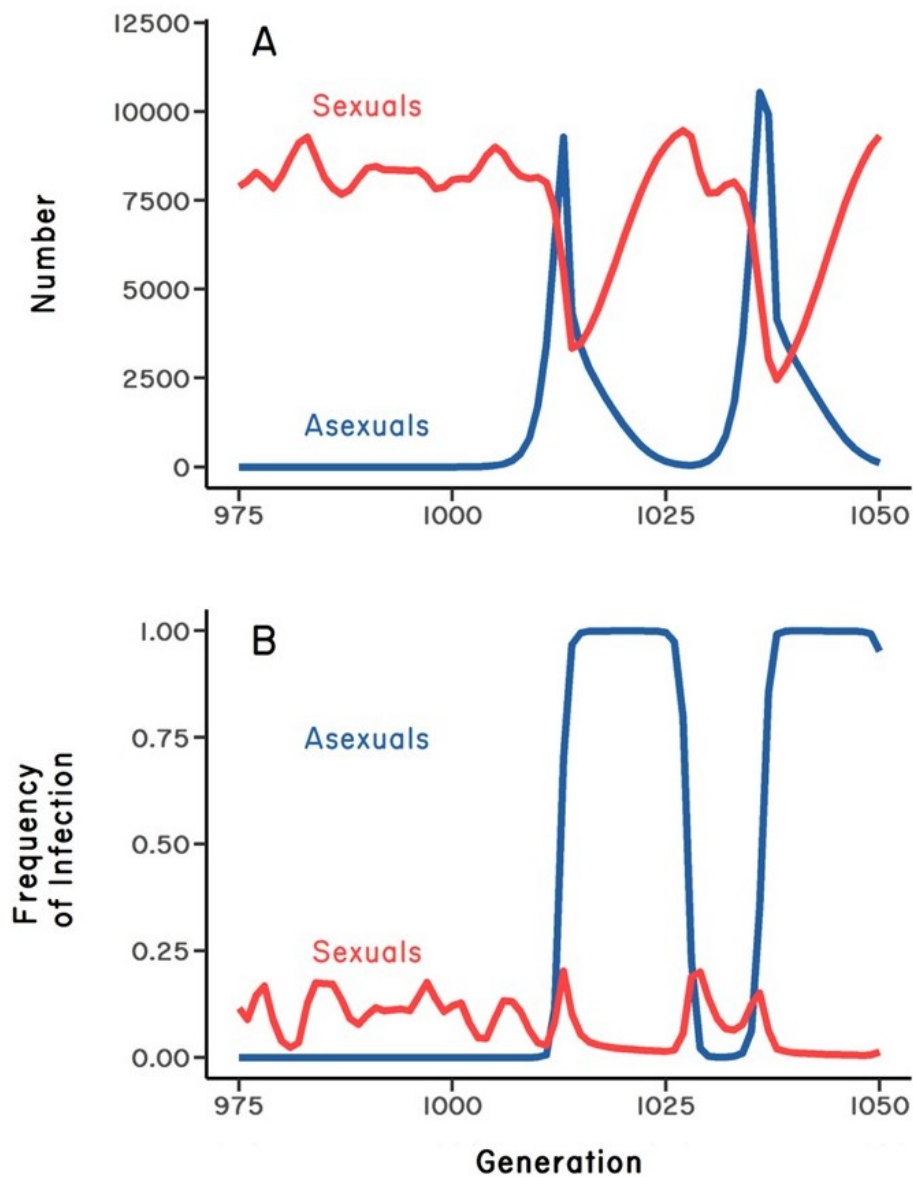 A
12500
10000
7500
5000
2500
0
Number
Sexuals
Asexuals
975 1000 1025 1050
B
1.00
0.75
0.50
0.25
0.00
Frequency
of Infection
Asexuals
Sexuals
975 1000 1025 1050
Generation